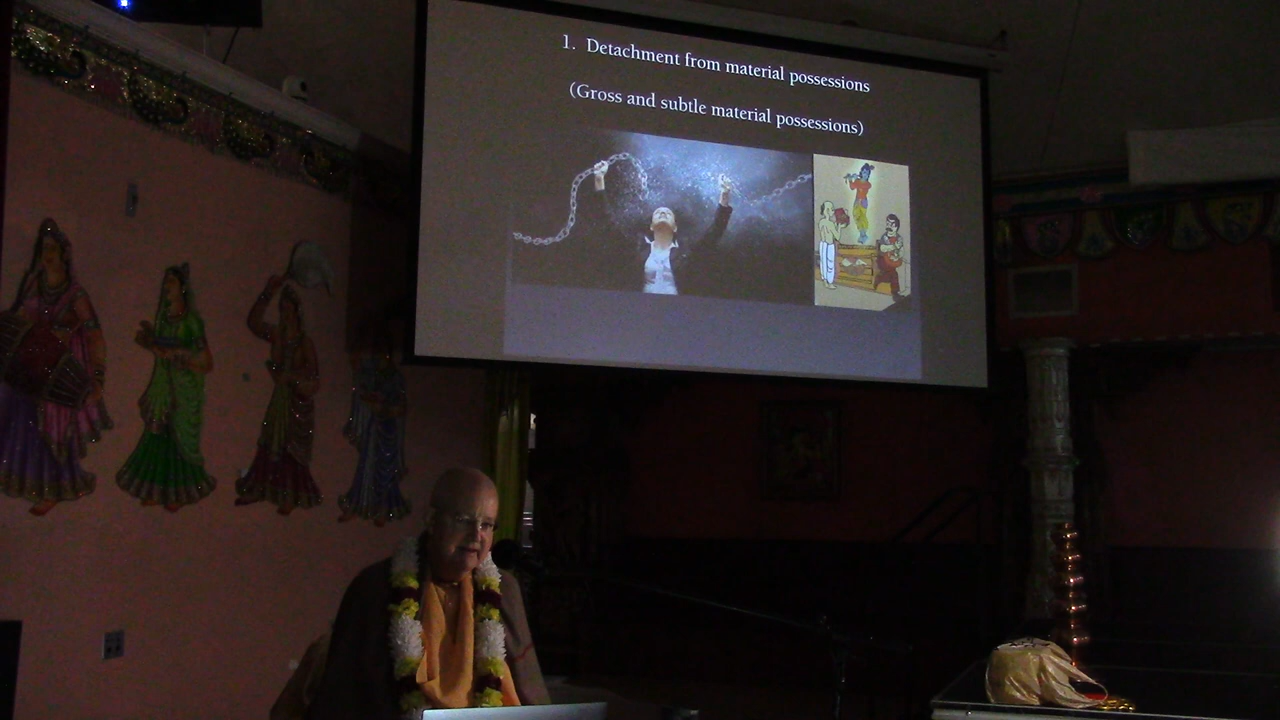 1. Detachment from material possessions
(Gross and subtle material possessions)